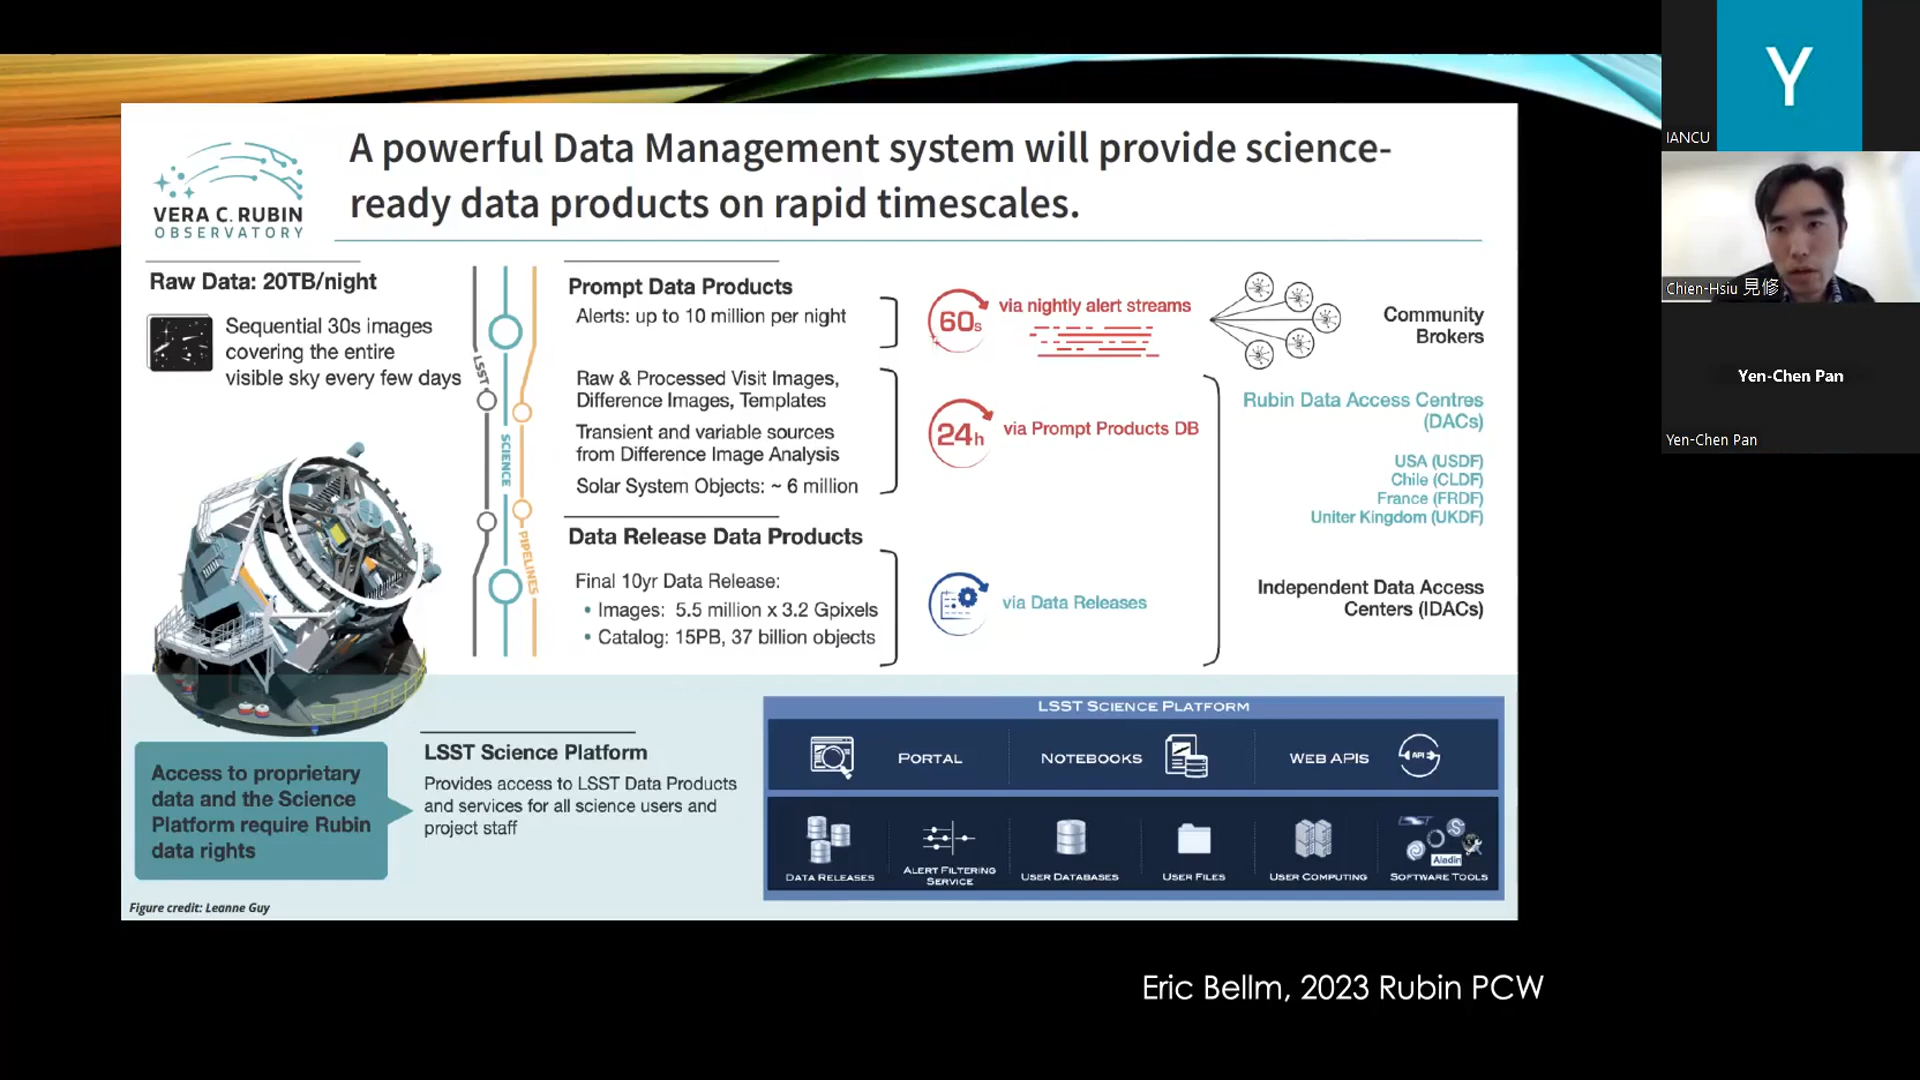 A powerful Data Management system will provide science-
ready data products on rapid timescales.
VERA C. RUBIN
OBSERVATORY
Raw Data: 20TB/night
Sequential 30s images
covering the entire
visible sky every few days
LSST
SCIENCE
PIPELINES
Prompt Data Products
Alerts: up to 10 million per night
Raw & Processed Visit Images,
Difference Images, Templates
Transient and variable sources
from Difference Image Analysis
Solar System Objects: ~ 6 million
Data Release Data Products
Final 10yr Data Release:
• Images: 5.5 million x 3.2 Gpixels
• Catalog: 15PB, 37 billion objects
60s
via nightly alert streams
24h
via Prompt Products DB
via Data Releases
Community
Brokers
Rubin Data Access Centres
(DACs)
USA (USDF)
Chile (CLDF)
France (FRDF)
Uniter Kingdom (UKDF)
Independent Data Access
Centers (IDACs)
Access to proprietary
data and the Science
Platform require Rubin
data rights
LSST Science Platform
Provides access to LSST Data Products
and services for all science users and
project staff
LSST SCIENCE PLATFORM
PORTAL
NOTEBOOKS
WEB APIS
API
DATA RELEASES
ALERT FILTERING
SERVICE
USER DATABASES
USER FILES
USER COMPUTING
LSST
Aladin
SOFTWARE TOOLS
Figure credit: Leanne Guy
Eric Bellm, 2023 Rubin PCW
Y
IANCU
Chien-Hsiu 見修
Yen-Chen Pan
Yen-Chen Pan